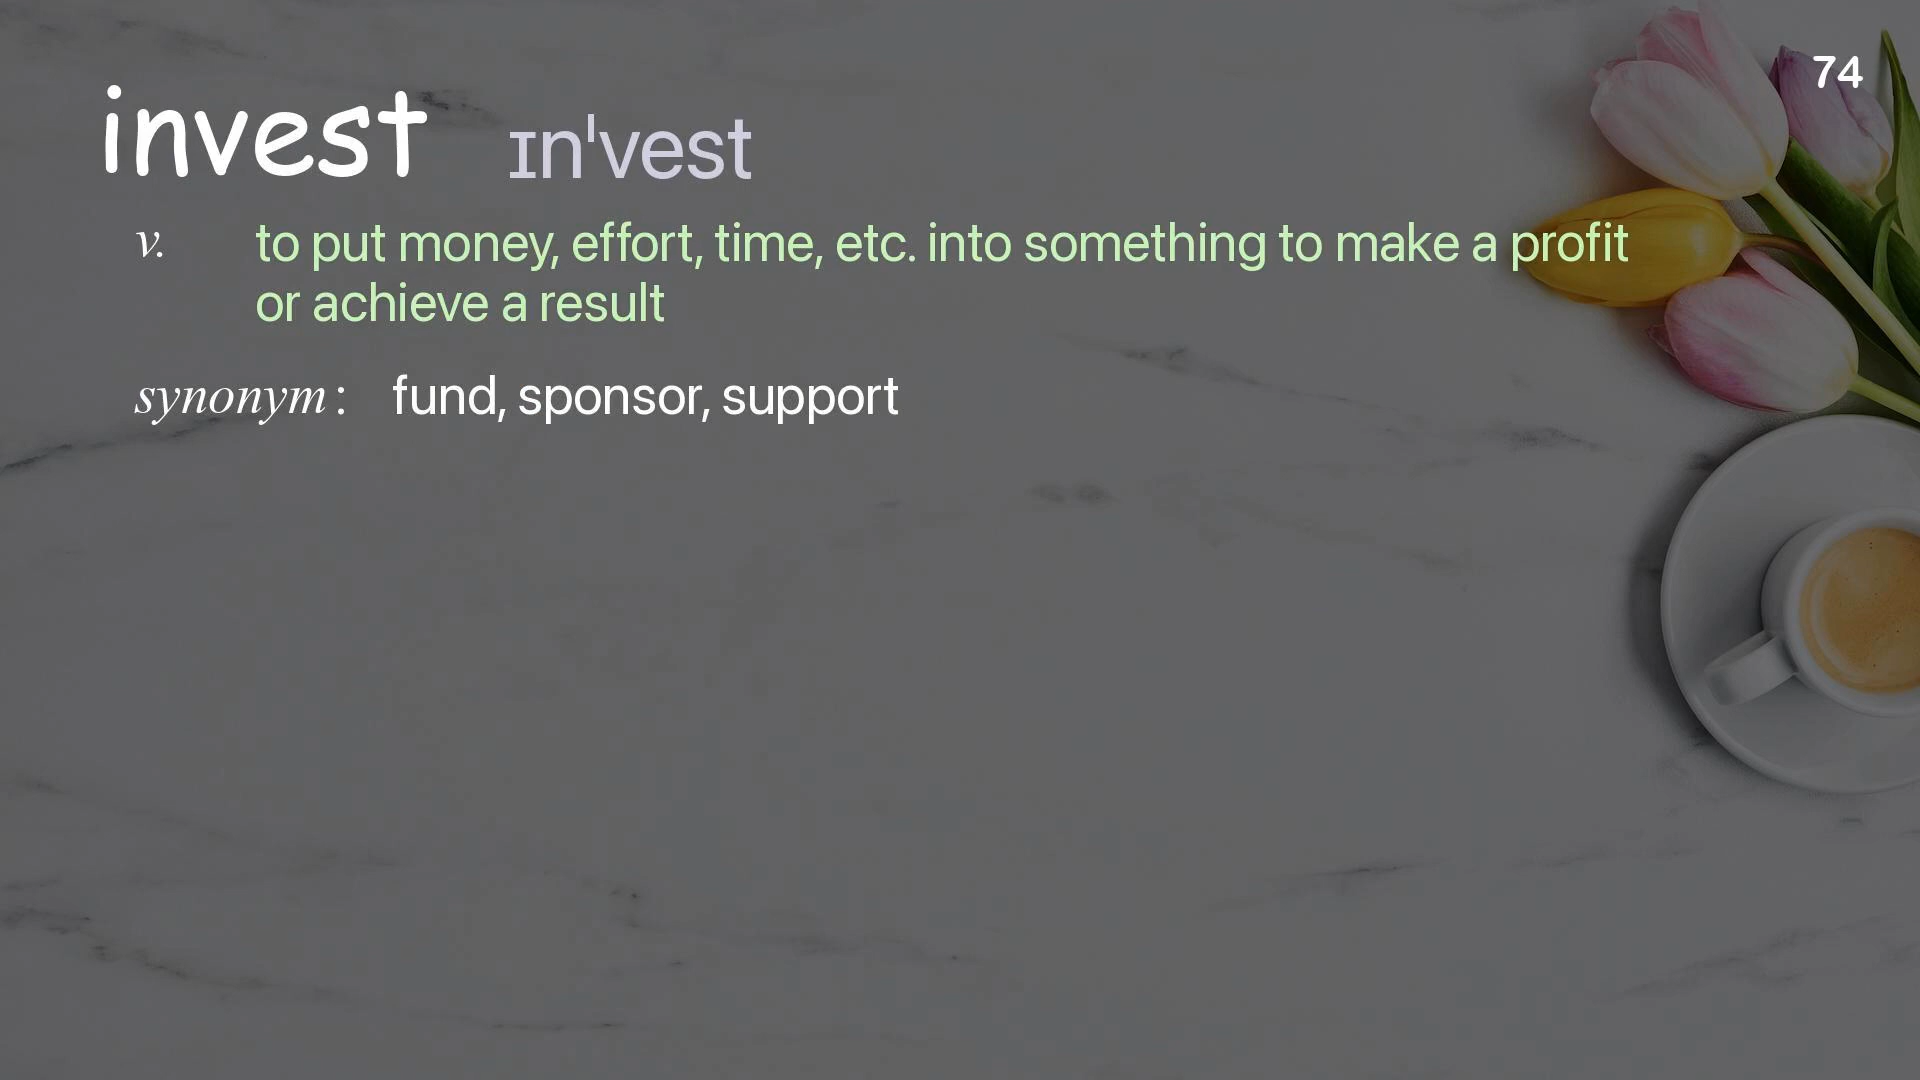 74
invest ɪnˈvest
v. to put money, effort, time, etc. into something to make a profit
or achieve a result
synonym : fund, sponsor, support